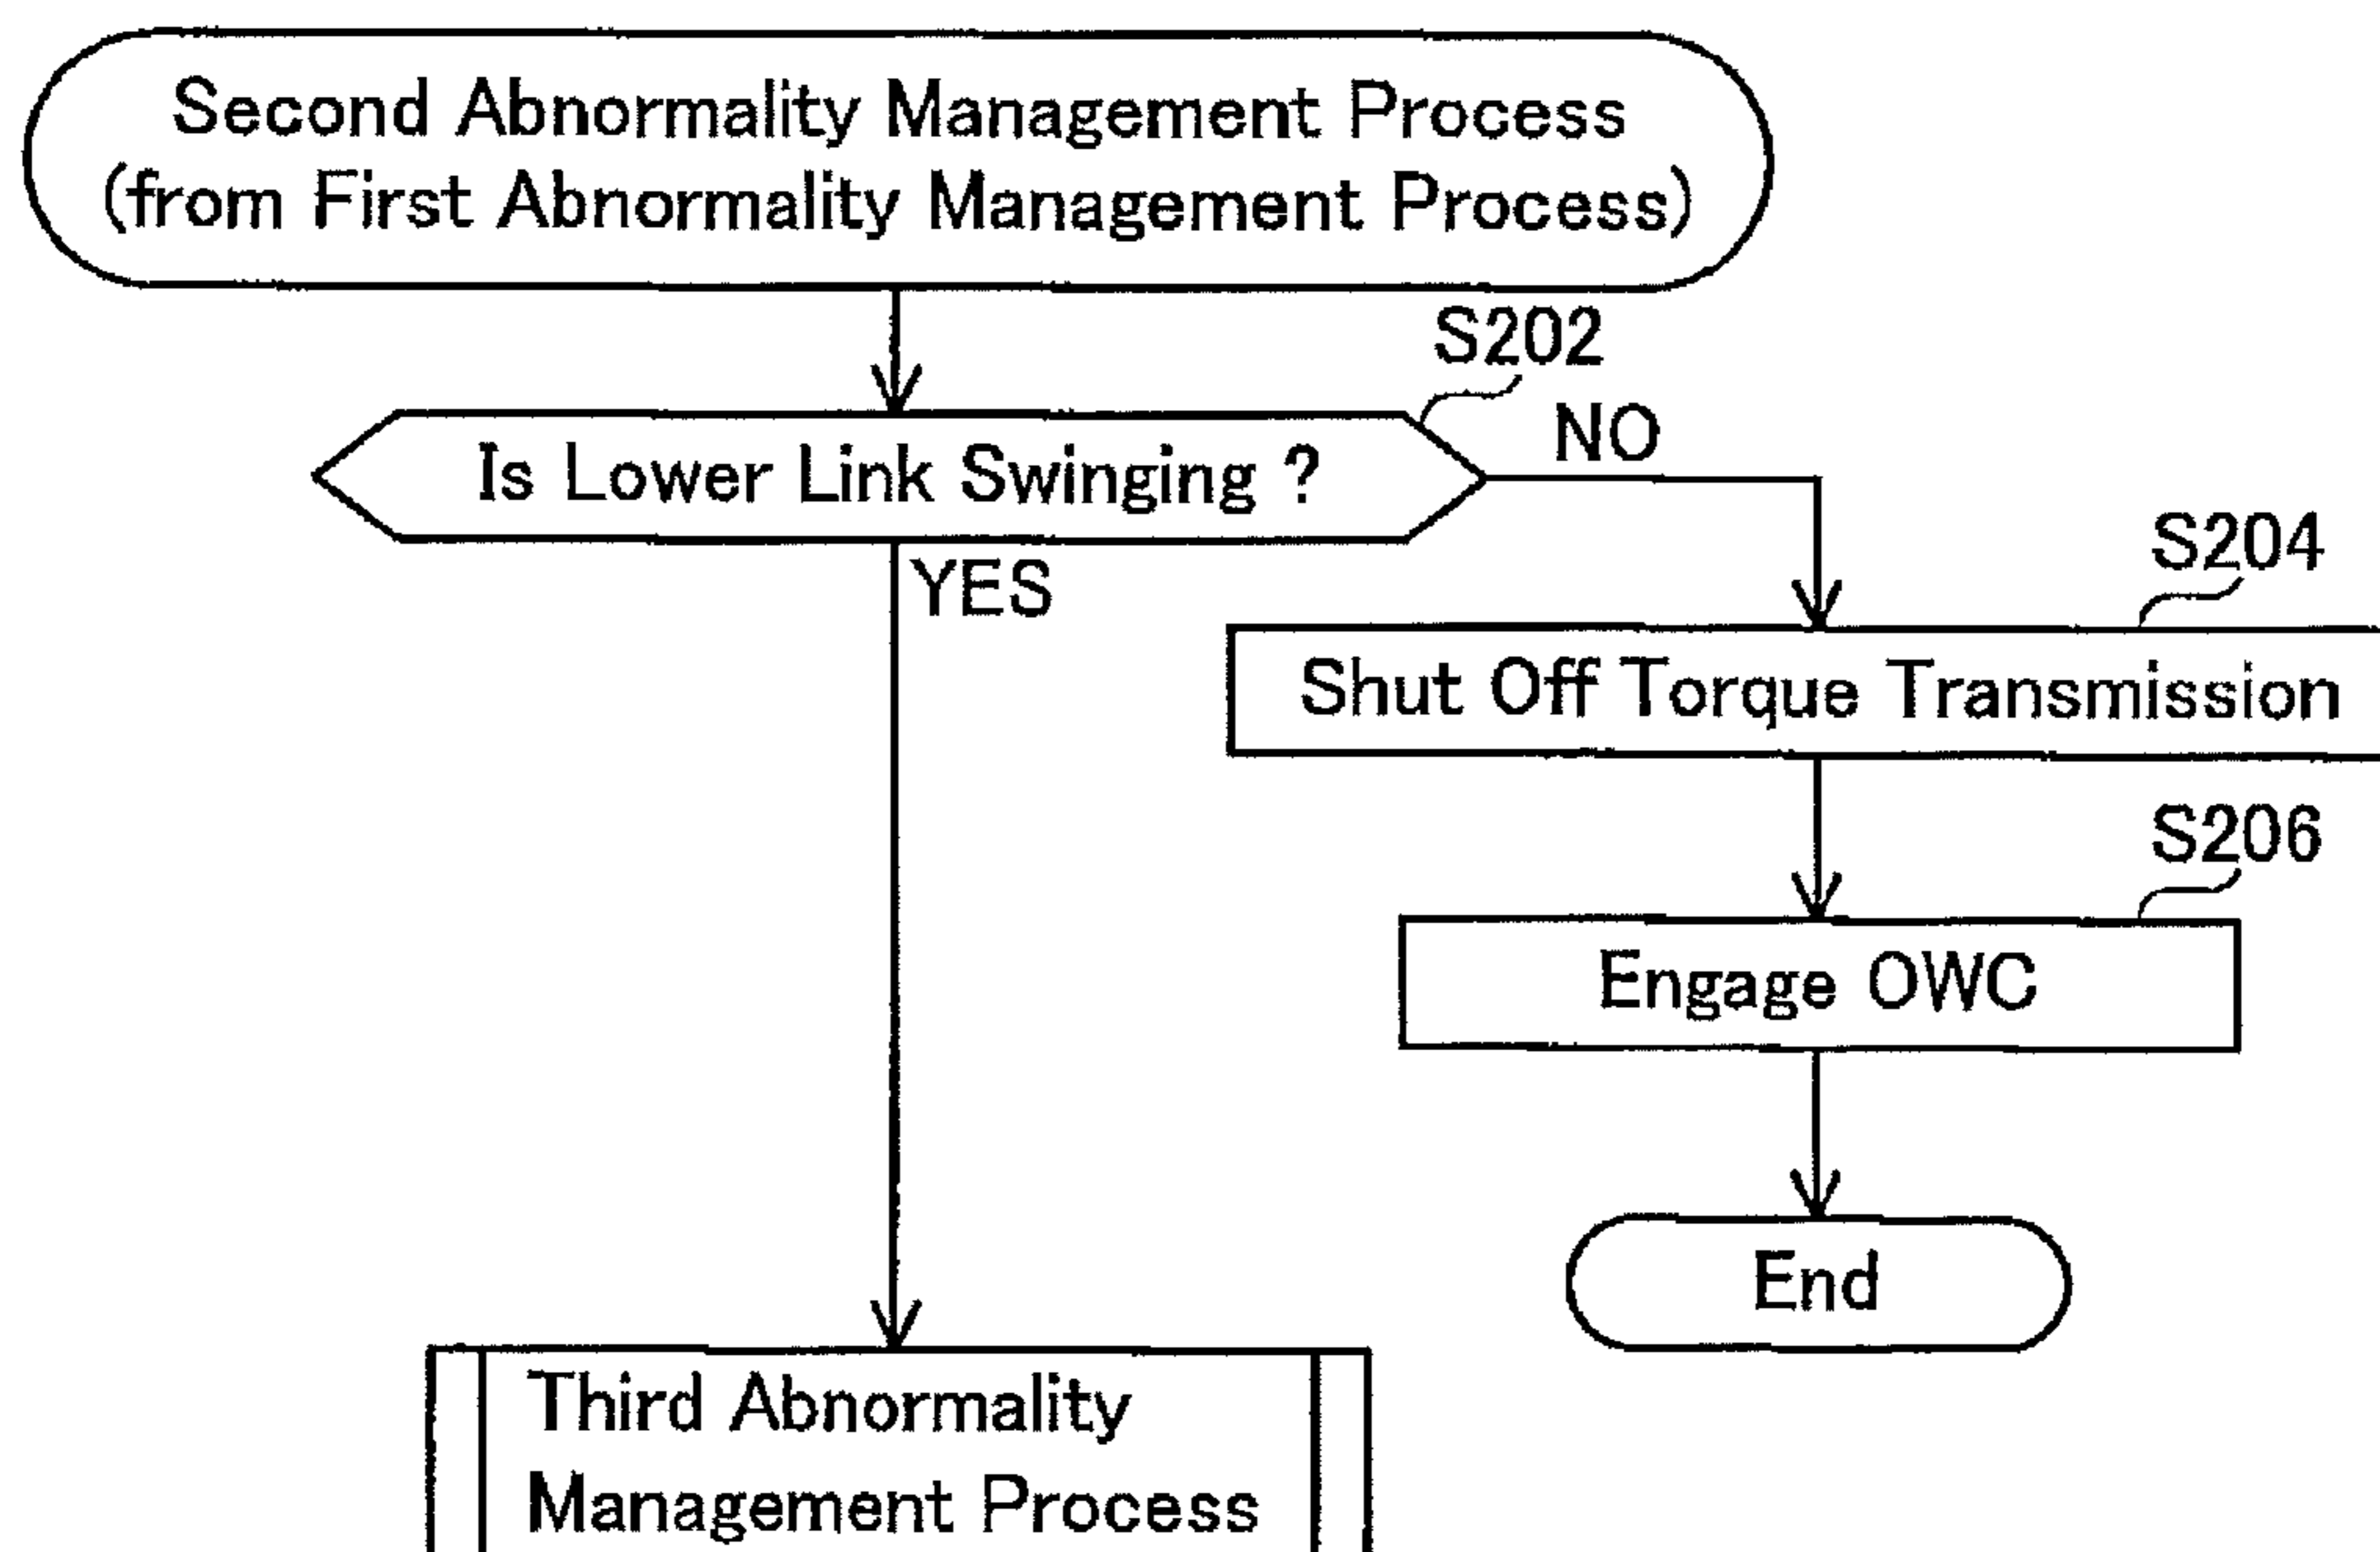 Second Abnormality Management Process
(from First Abnormality Management Process)
S202
Is Lower Link Swinging ?
NO
YES
S204
Shut Off Torque Transmission
S206
Engage OWC
End
Third Abnormality
Management Process